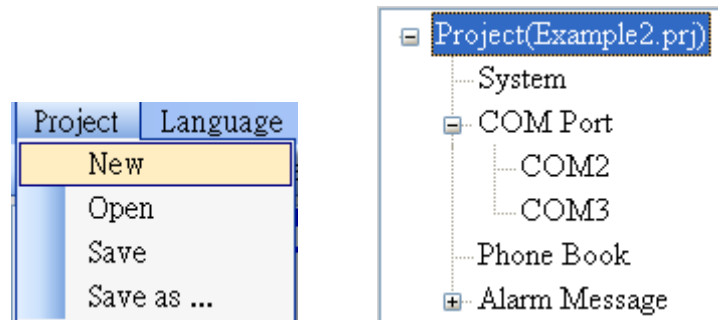 Project Language
New
Open
Save
Save as ...
Project(Example2.prj)
System
COM Port
COM2
COM3
Phone Book
Alarm Message